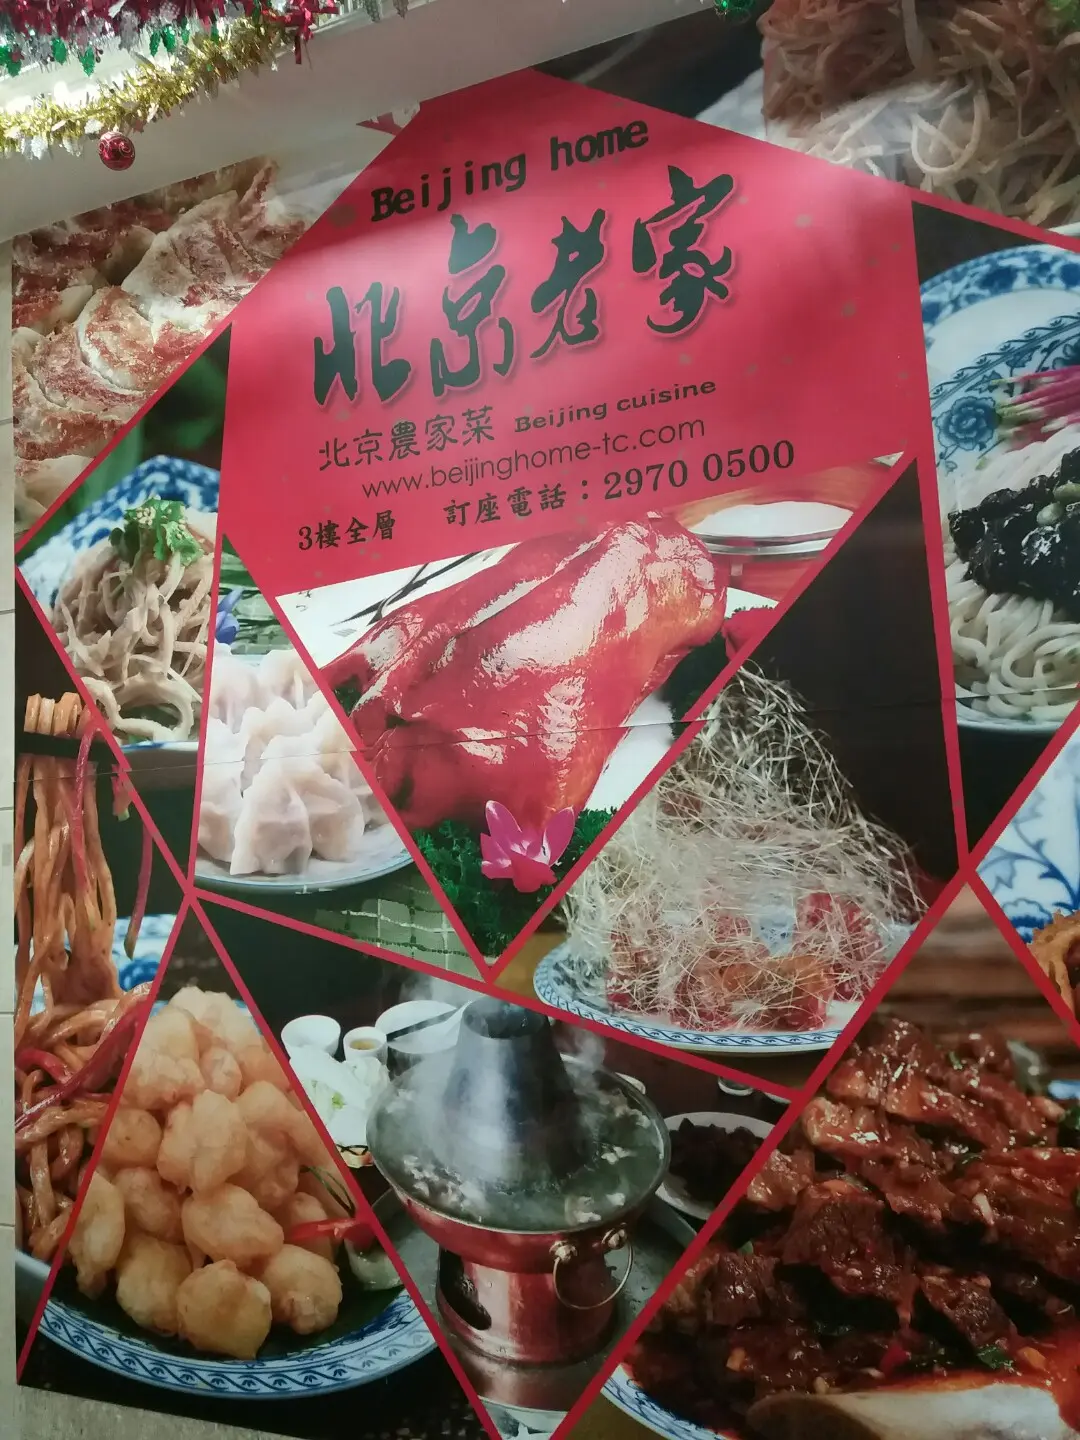 Beijing home
北京老家
北京農家菜 Beijing cuisine
www.beijinghome-tc.com
3樓全層 訂座電話：2970 0500